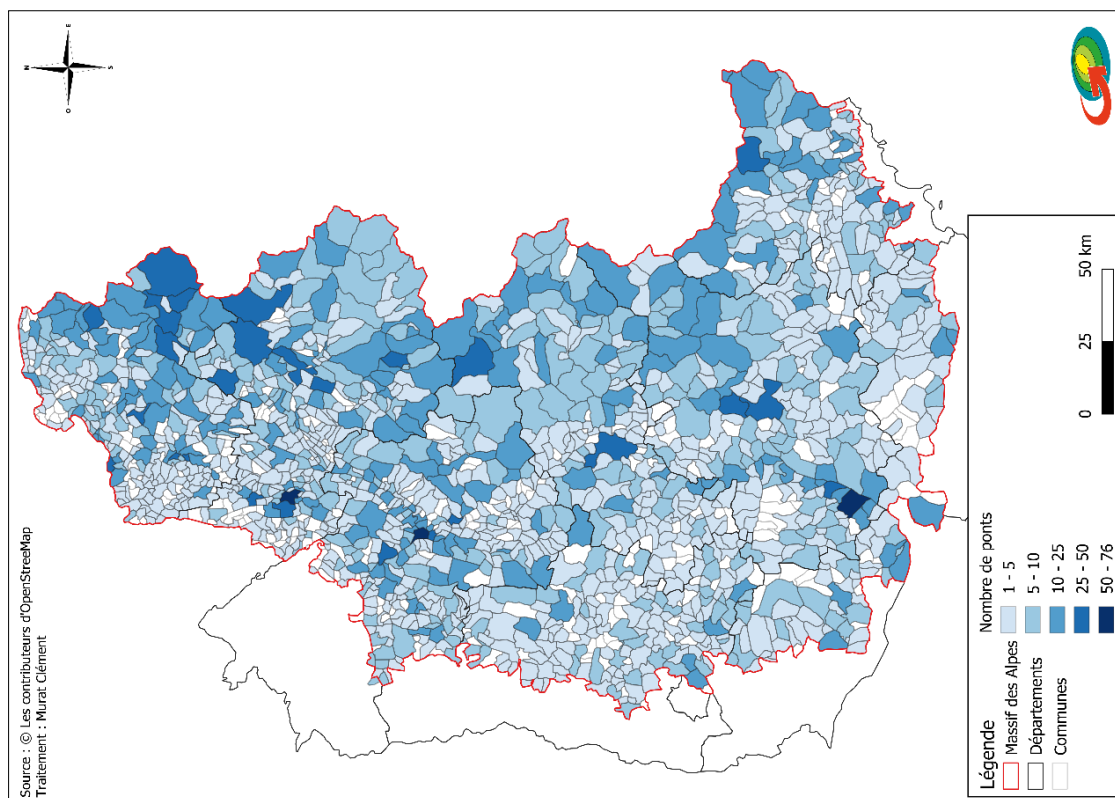 Source : © Les contributeurs d'OpenStreetMap
Traitement : Murat Clément
N
E
S
O
Légende
Massif des Alpes
Départements
Communes
Nombre de ponts
1 - 5
5 - 10
10 - 25
25 - 50
50 - 76
0 25 50 km